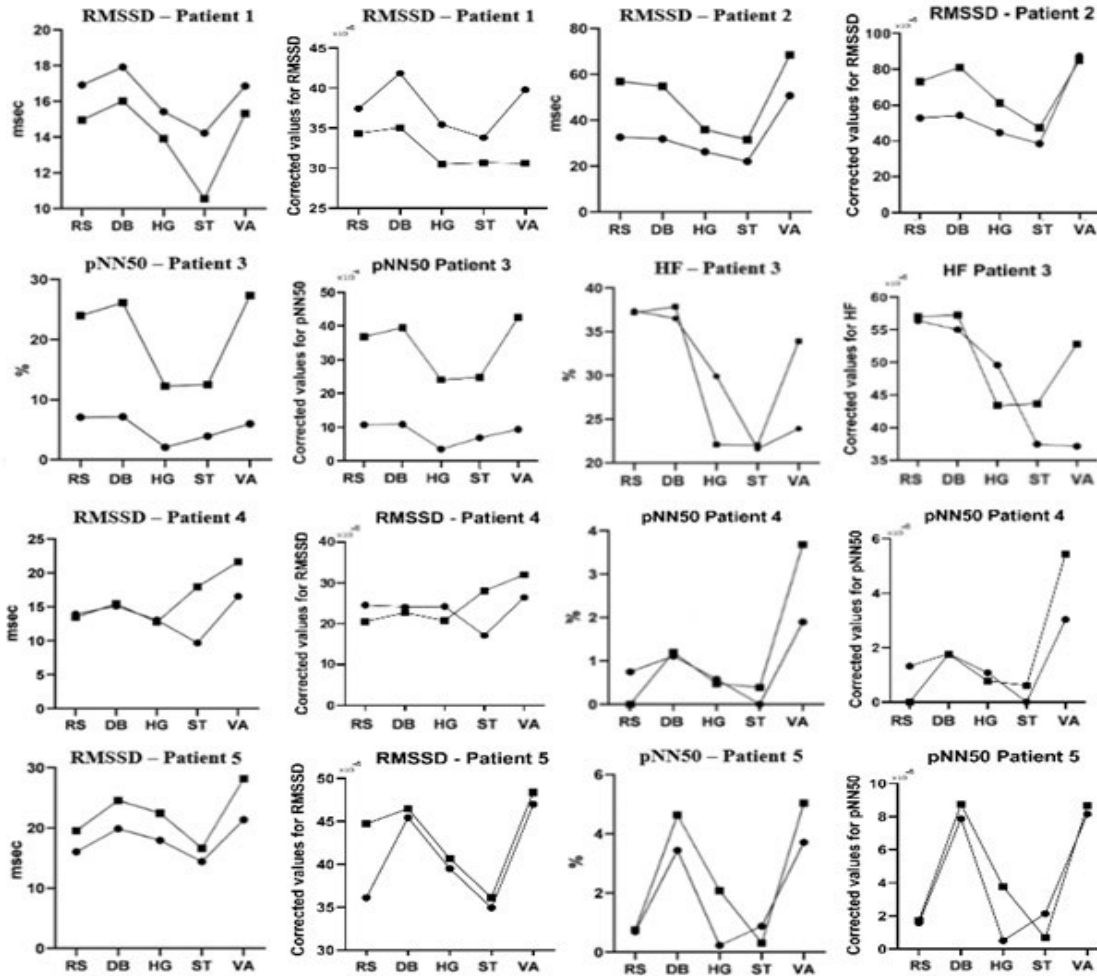 RMSSD – Patient 1
msec
20
18
16
14
12
10
RS DB HG ST VA
RMSSD – Patient 1
Corrected values for RMSSD
45
40
35
30
25
RS DB HG ST VA
RMSSD – Patient 2
msec
80
60
40
20
0
RS DB HG ST VA
RMSSD - Patient 2
Corrected values for RMSSD
100
80
60
40
20
0
RS DB HG ST VA
pNN50 – Patient 3
%
30
20
10
0
RS DB HG ST VA
pNN50 Patient 3
Corrected values for pNN50
50
40
30
20
10
0
RS DB HG ST VA
HF – Patient 3
%
40
35
30
25
20
RS DB HG ST VA
HF Patient 3
Corrected values for HF
60
55
50
45
40
35
RS DB HG ST VA
RMSSD – Patient 4
msec
25
20
15
10
5
0
RS DB HG ST VA
RMSSD - Patient 4
Corrected values for RMSSD
40
30
20
10
0
RS DB HG ST VA
pNN50 Patient 4
%
4
3
2
1
0
RS DB HG ST VA
pNN50 Patient 4
Corrected values for pNN50
6
4
2
0
RS DB HG ST VA
RMSSD – Patient 5
msec
30
20
10
0
RS DB HG ST VA
RMSSD - Patient 5
Corrected values for RMSSD
50
45
40
35
30
RS DB HG ST VA
pNN50 – Patient 5
%
6
4
2
0
RS DB HG ST VA
pNN50 Patient 5
Corrected values for pNN50
10
8
6
4
2
0
RS DB HG ST VA